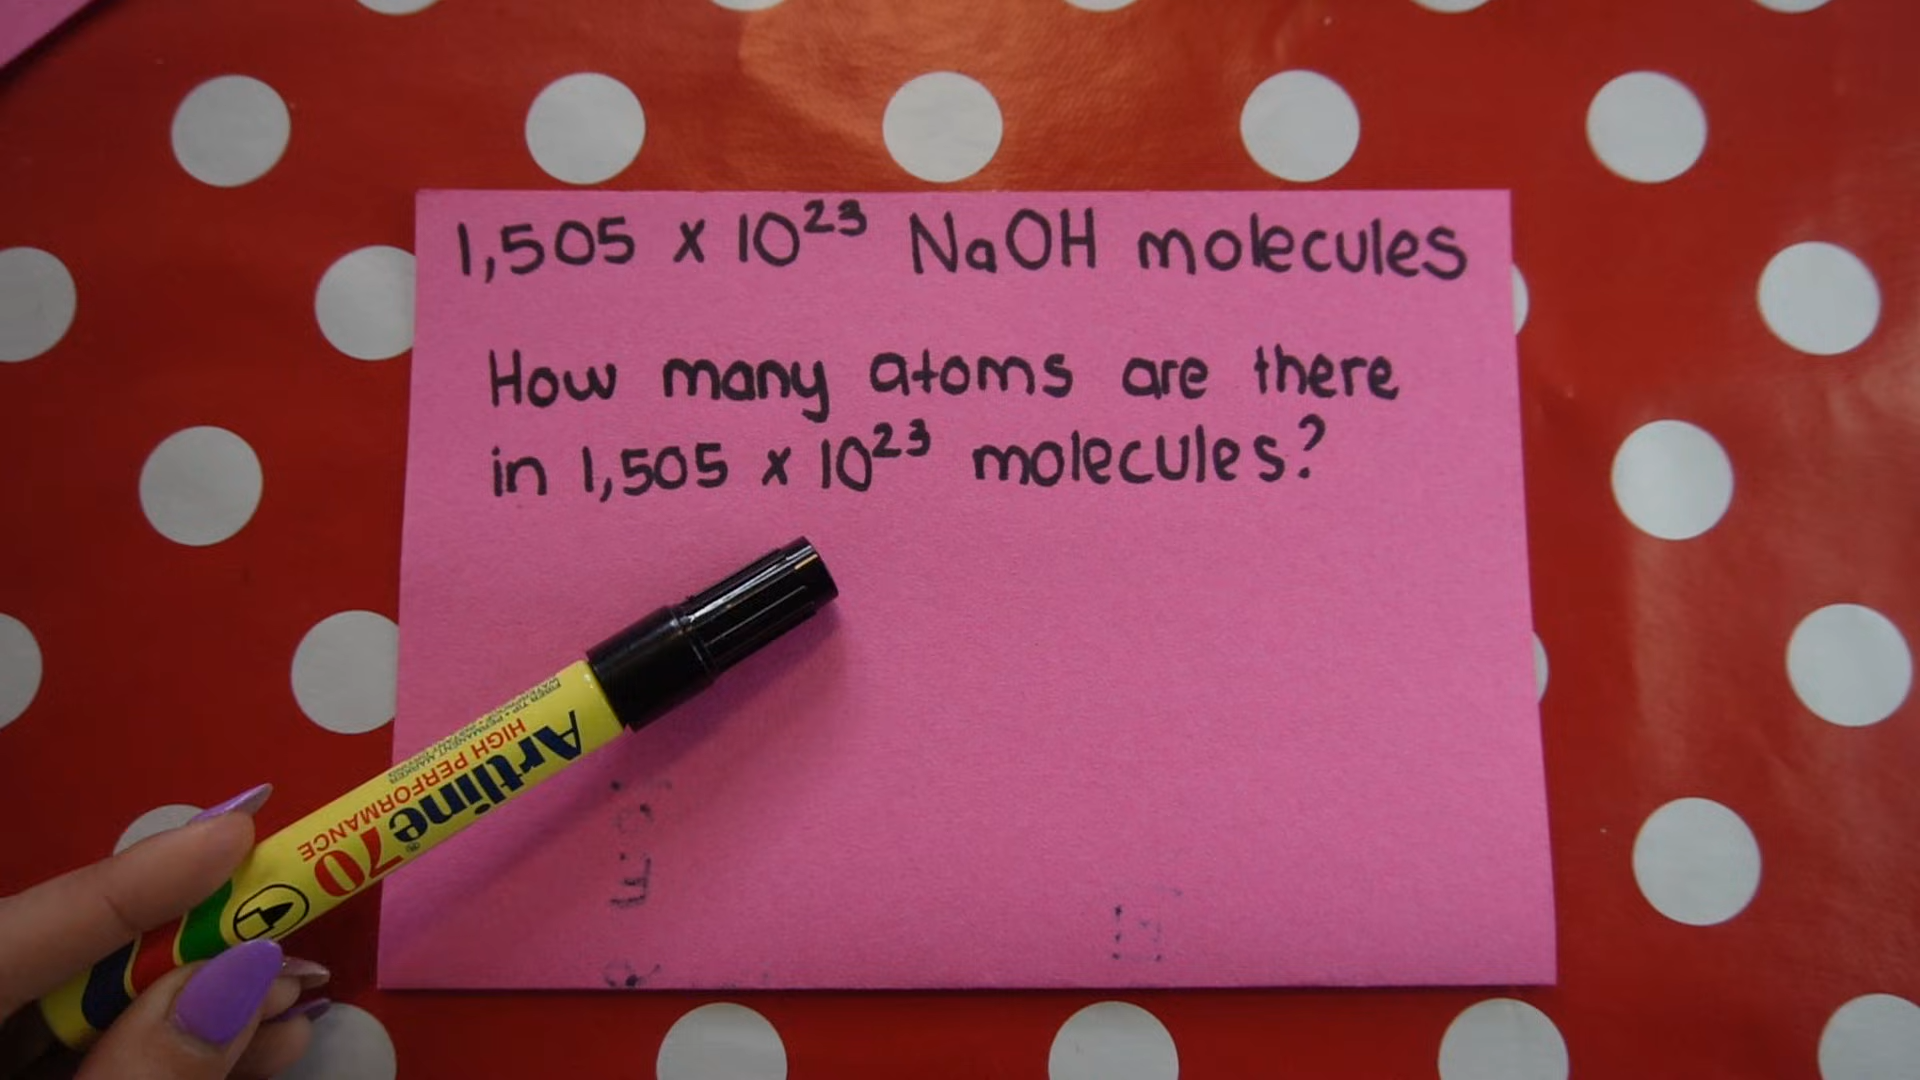 1,505 x 10²³ NaOH molecules
How many atoms are there
in 1,505 x 10²³ molecules?
Artline 70
HIGH PERFORMANCE